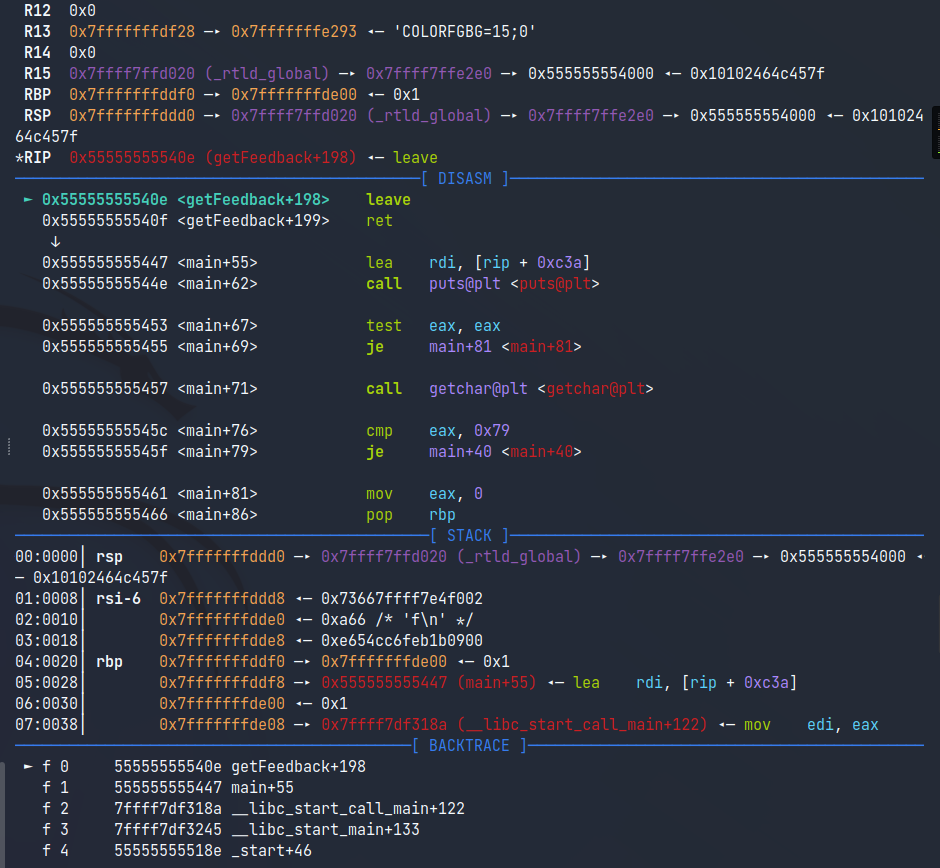 R12  0x0
R13  0x7fffffffdf28 —▸ 0x7fffffffe293 ◂— 'COLORFGBG=15;0'
R14  0x0
R15  0x7ffff7ffd020 (_rtld_global) —▸ 0x7ffff7ffe2e0 —▸ 0x555555554000 ◂— 0x10102464c457f
RBP  0x7fffffffddf0 —▸ 0x7fffffffde00 ◂— 0x1
RSP  0x7fffffffddd0 —▸ 0x7ffff7ffd020 (_rtld_global) —▸ 0x7ffff7ffe2e0 —▸ 0x555555554000 ◂— 0x101024
64c457f
*RIP  0x55555555540e (getFeedback+198) ◂— leave
[ DISASM ]
► 0x55555555540e <getFeedback+198>    leave
0x55555555540f <getFeedback+199>    ret
↓
0x555555555447 <main+55>    lea    rdi, [rip + 0xc3a]
0x55555555544e <main+62>    call   puts@plt <puts@plt>
0x555555555453 <main+67>    test   eax, eax
0x555555555455 <main+69>    je     main+81 <main+81>
0x555555555457 <main+71>    call   getchar@plt <getchar@plt>
0x55555555545c <main+76>    cmp    eax, 0x79
0x55555555545f <main+79>    je     main+40 <main+40>
0x555555555461 <main+81>    mov    eax, 0
0x555555555466 <main+86>    pop    rbp
[ STACK ]
00:0000│ rsp    0x7fffffffddd0 —▸ 0x7ffff7ffd020 (_rtld_global) —▸ 0x7ffff7ffe2e0 —▸ 0x555555554000 ◂
— 0x10102464c457f
01:0008│ rsi-6  0x7fffffffddd8 ◂— 0x73667ffff7e4f002
02:0010│        0x7fffffffdde0 ◂— 0xa66 /* 'f\n' */
03:0018│        0x7fffffffdde8 ◂— 0xe654cc6feb1b0900
04:0020│ rbp    0x7fffffffddf0 —▸ 0x7fffffffde00 ◂— 0x1
05:0028│        0x7fffffffddf8 —▸ 0x555555555447 (main+55) ◂— lea    rdi, [rip + 0xc3a]
06:0030│        0x7fffffffde00 ◂— 0x1
07:0038│        0x7fffffffde08 —▸ 0x7ffff7df318a (__libc_start_call_main+122) ◂— mov    edi, eax
[ BACKTRACE ]
► f 0   55555555540e getFeedback+198
f 1   555555555447 main+55
f 2   7ffff7df318a __libc_start_call_main+122
f 3   7ffff7df3245 __libc_start_main+133
f 4   55555555518e _start+46